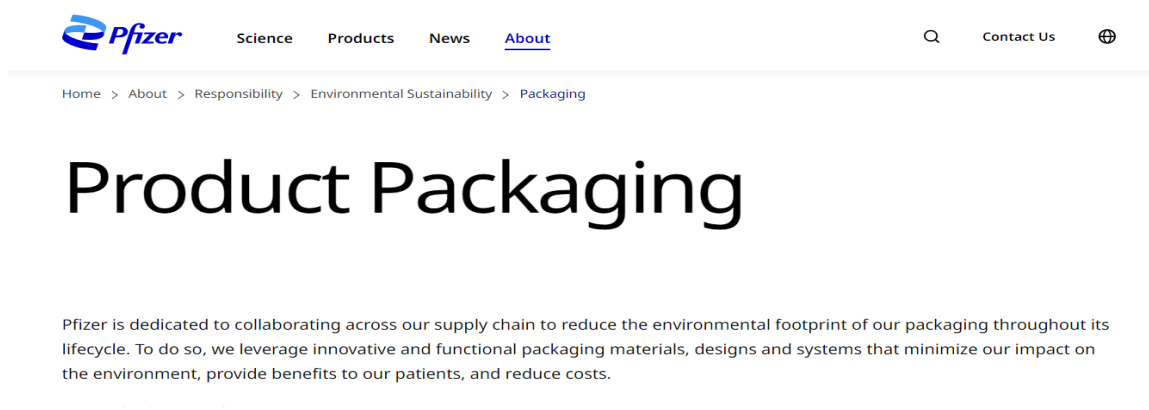 Pfizer Science Products News About Contact Us
Home > About > Responsibility > Environmental Sustainability > Packaging
Product Packaging
Pfizer is dedicated to collaborating across our supply chain to reduce the environmental footprint of our packaging throughout its
lifecycle. To do so, we leverage innovative and functional packaging materials, designs and systems that minimize our impact on
the environment, provide benefits to our patients, and reduce costs.